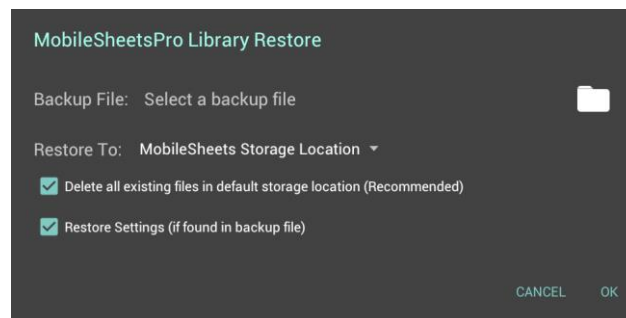 MobileSheetsPro Library Restore
Backup File: Select a backup file
Restore To: MobileSheets Storage Location
Delete all existing files in default storage location (Recommended)
Restore Settings (if found in backup file)
CANCEL OK